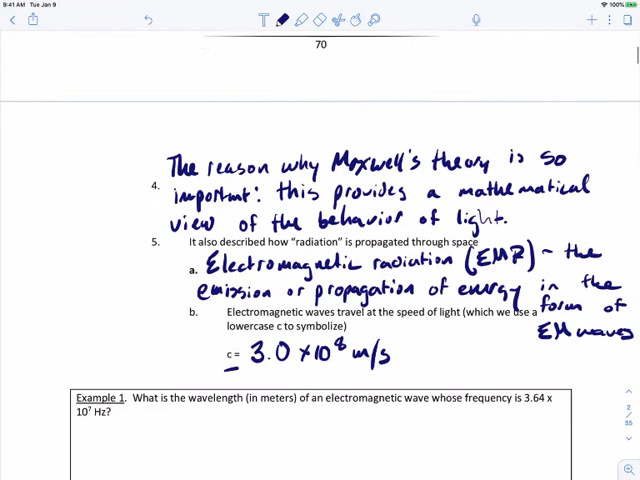 9:41 AM Tue Jan 9
100%
T
70
The reason why Maxwell's theory is so
4. important: this provides a mathematical
view of the behavior of light.
5. It also described how "radiation" is propagated through space
a. Electromagnetic radiation (EMR) - the
emission or propagation of energy in the
form of
EM waves
b. Electromagnetic waves travel at the speed of light (which we use a
lowercase c to symbolize)
c = 3.0 x 10⁸ m/s
Example 1. What is the wavelength (in meters) of an electromagnetic wave whose frequency is 3.64 x
10⁷ Hz?
2
/
55